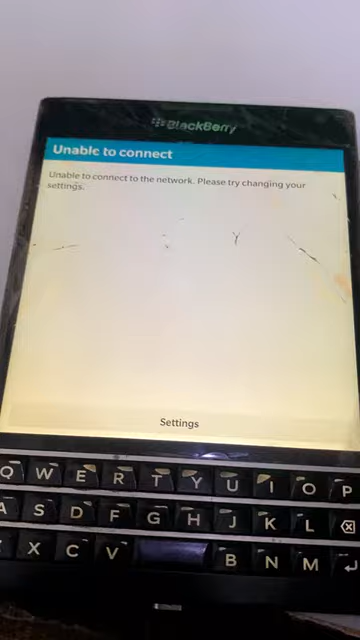 BlackBerry
Unable to connect
Unable to connect to the network. Please try changing your
settings.
Settings
Q W E R T Y U I O P
A S D F G H J K L
X C V B N M